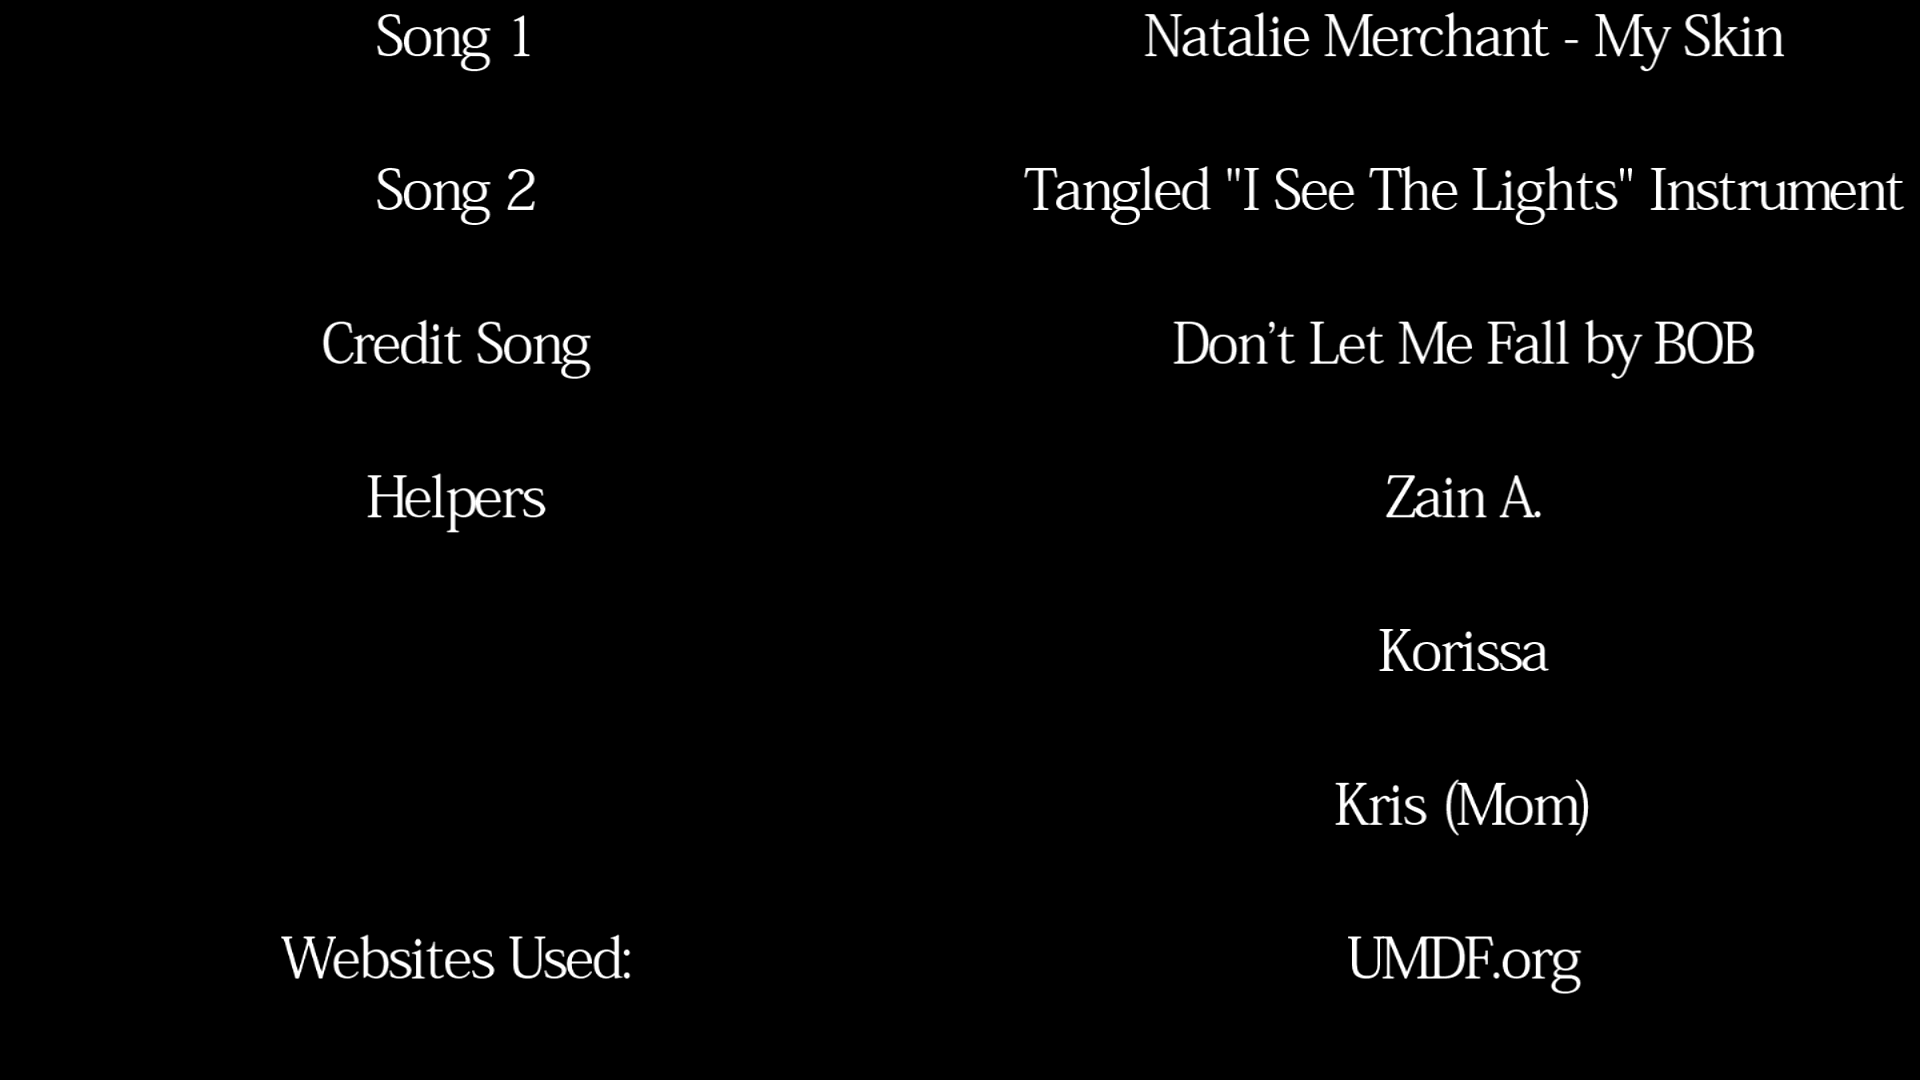 Song 1 Natalie Merchant - My Skin
Song 2 Tangled "I See The Lights" Instrument
Credit Song Don't Let Me Fall by BOB
Helpers Zain A.
Korissa
Kris (Mom)
Websites Used: UMDF.org